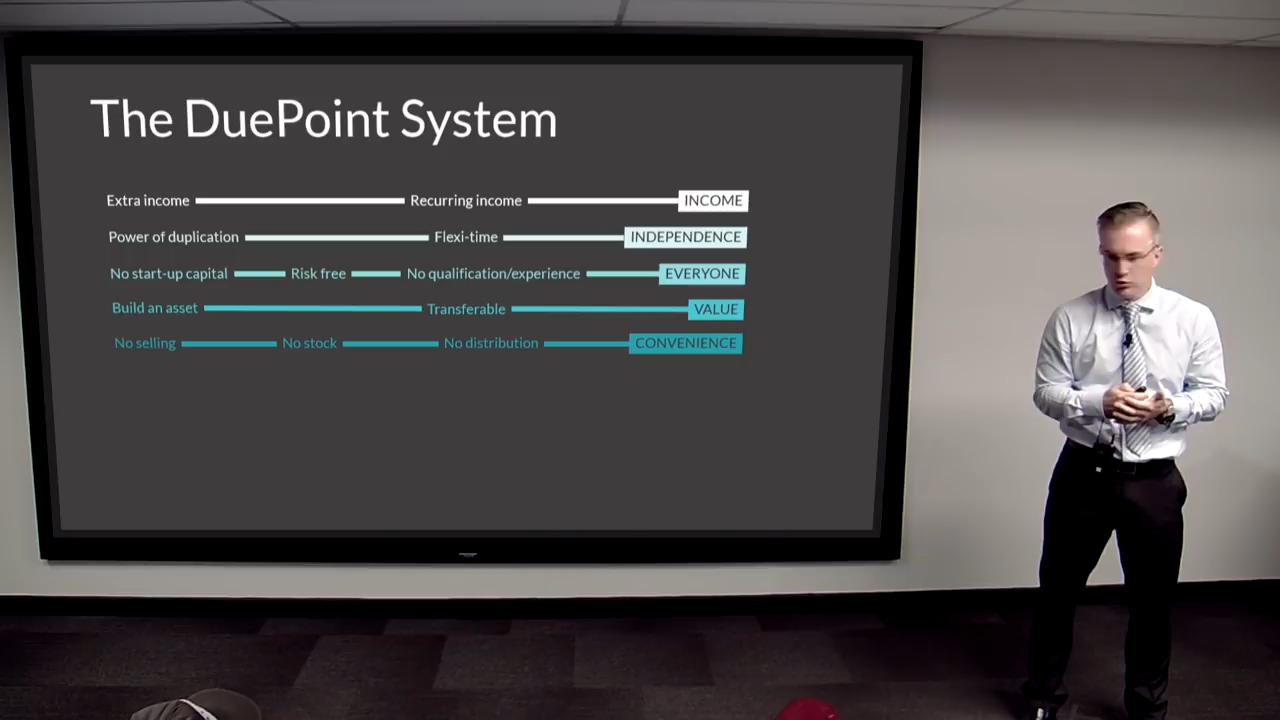 The DuePoint System
Extra income Recurring income INCOME
Power of duplication Flexi-time INDEPENDENCE
No start-up capital Risk free No qualification/experience EVERYONE
Build an asset Transferable VALUE
No selling No stock No distribution CONVENIENCE